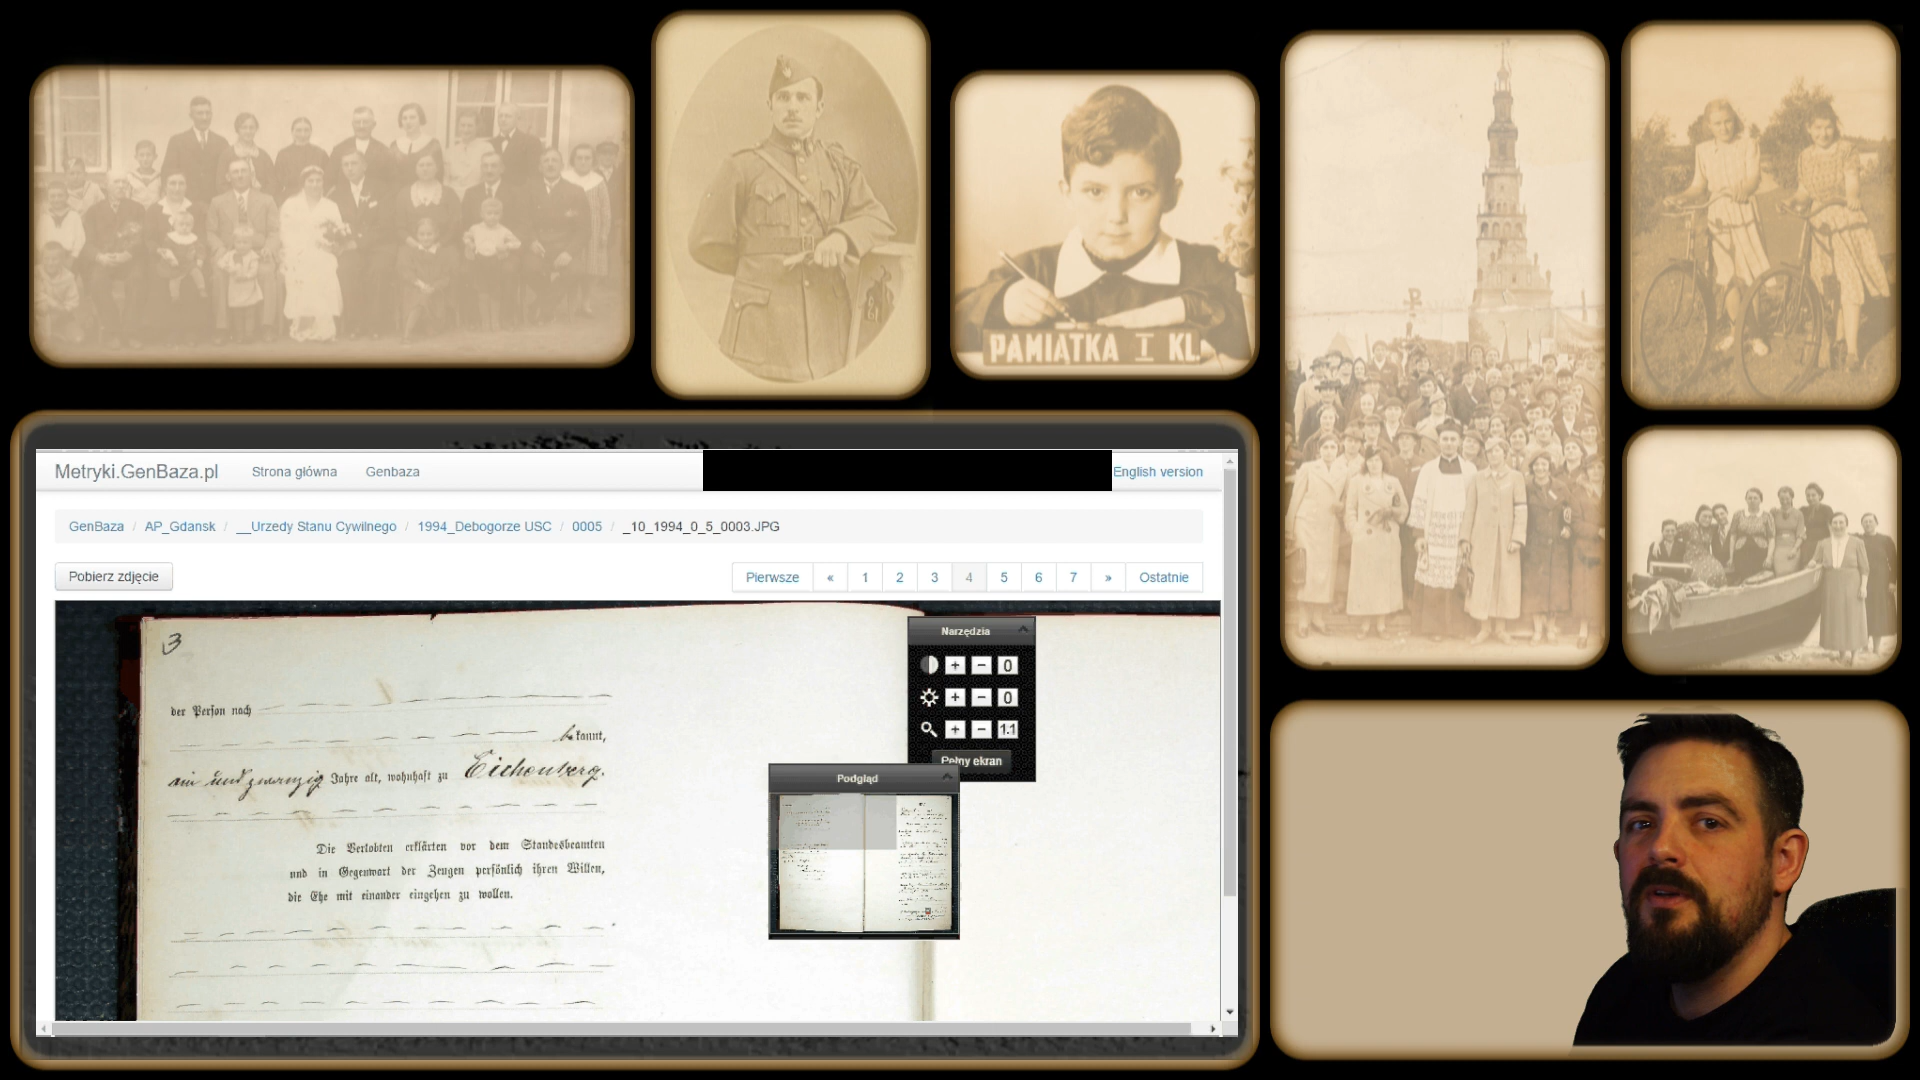 PAMIĄTKA I KL.
Metryki.GenBaza.pl Strona główna Genbaza English version
GenBaza / AP_Gdansk / __Urzedy Stanu Cywilnego / 1994_Debogorze USC / 0005 / _10_1994_0_5_0003.JPG
Pobierz zdjęcie Pierwsze « 1 2 3 4 5 6 7 » Ostatnie
3
Narzędzia
+ − 0
+ − 0
+ − 1:1
Pełny ekran
Podgląd
der Person nach
bekannt,
ein und zwanzig Jahre alt, wohnhaft zu Eichenberg.
Die Verlobten erklärten vor dem Standesbeamten
und in Gegenwart der Zeugen persönlich ihren Willen,
die Ehe mit einander eingehen zu wollen.